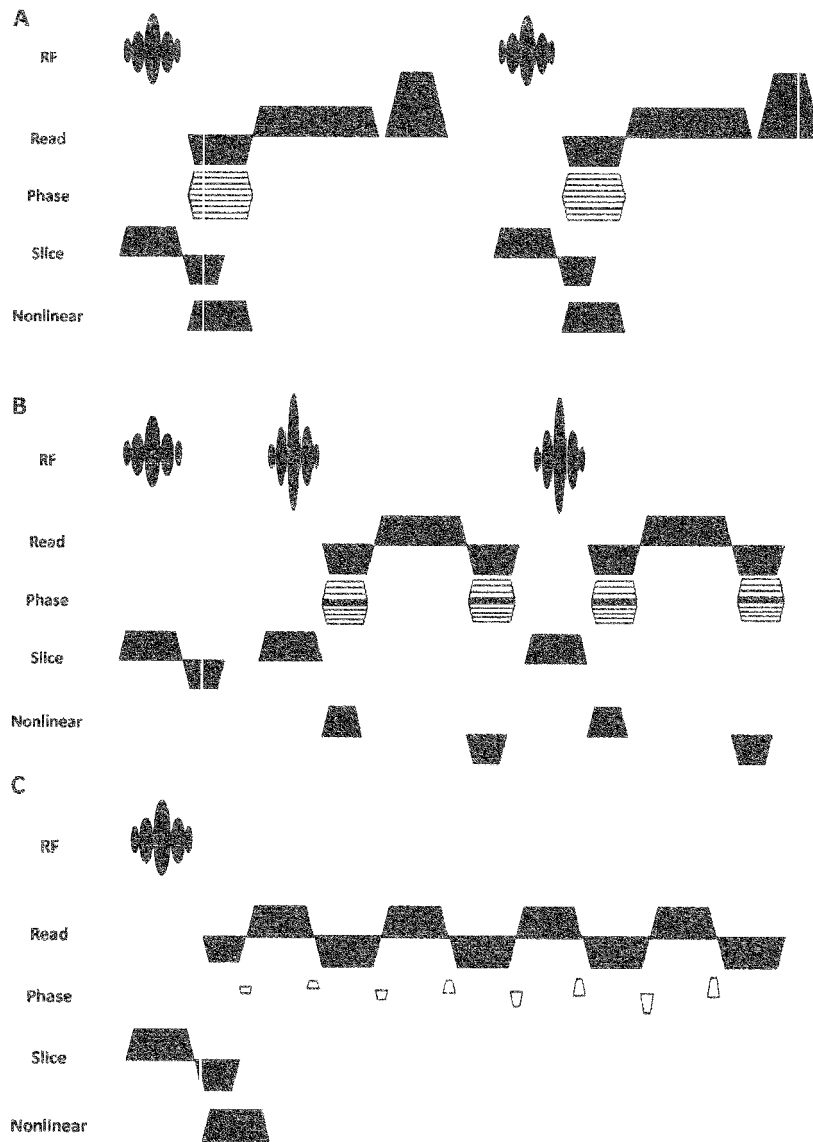 A
RF
Read
Phase
Slice
Nonlinear
B
RF
Read
Phase
Slice
Nonlinear
C
RF
Read
Phase
Slice
Nonlinear